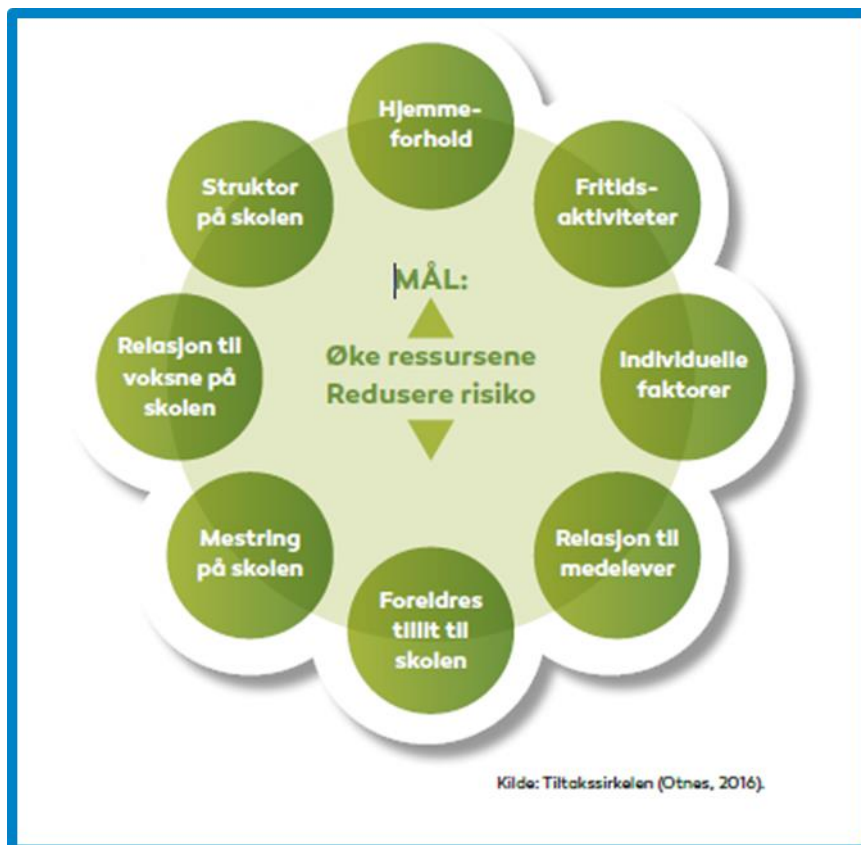 Hjemme-
forhold
Fritids-
aktiviteter
Individuelle
faktorer
Relasjon til
medelever
Foreldres
tillit til
skolen
Mestring
på skolen
Relasjon til
voksne på
skolen
Struktor
på skolen
MÅL:
Øke ressursene
Redusere risiko
Kilde: Tiltakssirkelen (Otnes, 2016).